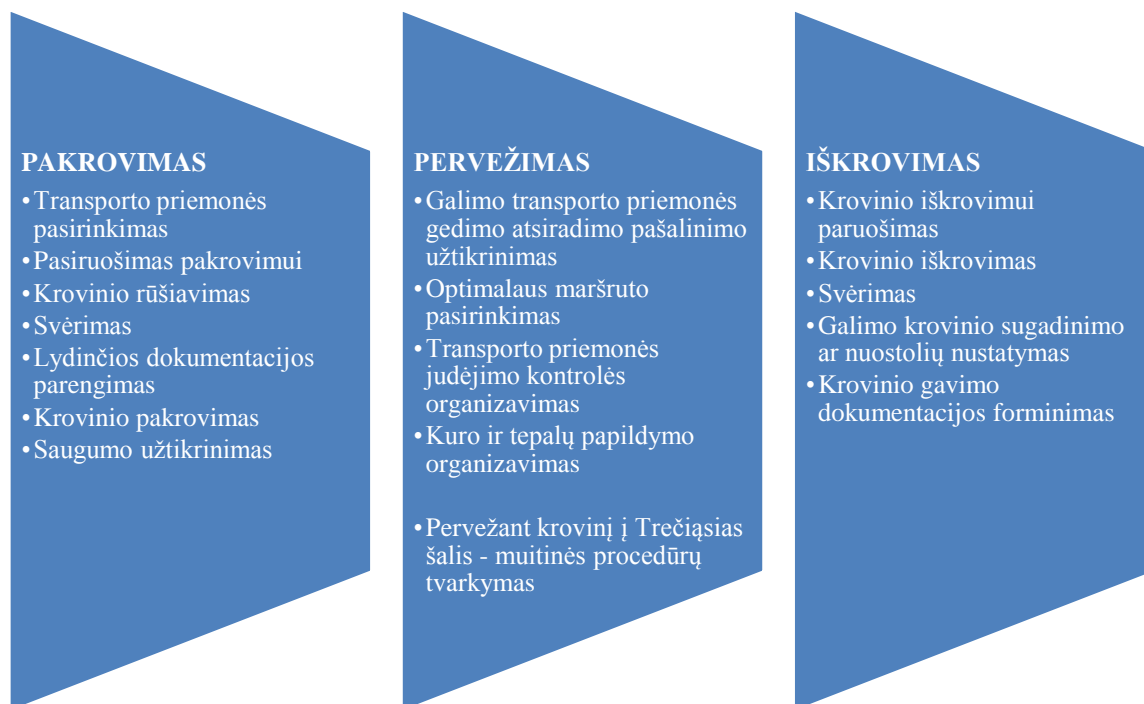 PAKROVIMAS
•Transporto priemonės
pasirinkimas
•Pasiruošimas pakrovimui
•Krovinio rūšiavimas
•Svėrimas
•Lydinčios dokumentacijos
parengimas
•Krovinio pakrovimas
•Saugumo užtikrinimas
PERVEŽIMAS
•Galimo transporto priemonės
gedimo atsiradimo pašalinimo
užtikrinimas
•Optimalaus maršruto
pasirinkimas
•Transporto priemonės
judėjimo kontrolės
organizavimas
•Kuro ir tepalų papildymo
organizavimas
•Pervežant krovinį į Trečiąsias
šalis - muitinės procedūrų
tvarkymas
IŠKROVIMAS
•Krovinio iškrovimui
paruošimas
•Krovinio iškrovimas
•Svėrimas
•Galimo krovinio sugadinimo
ar nuostolių nustatymas
•Krovinio gavimo
dokumentacijos forminimas